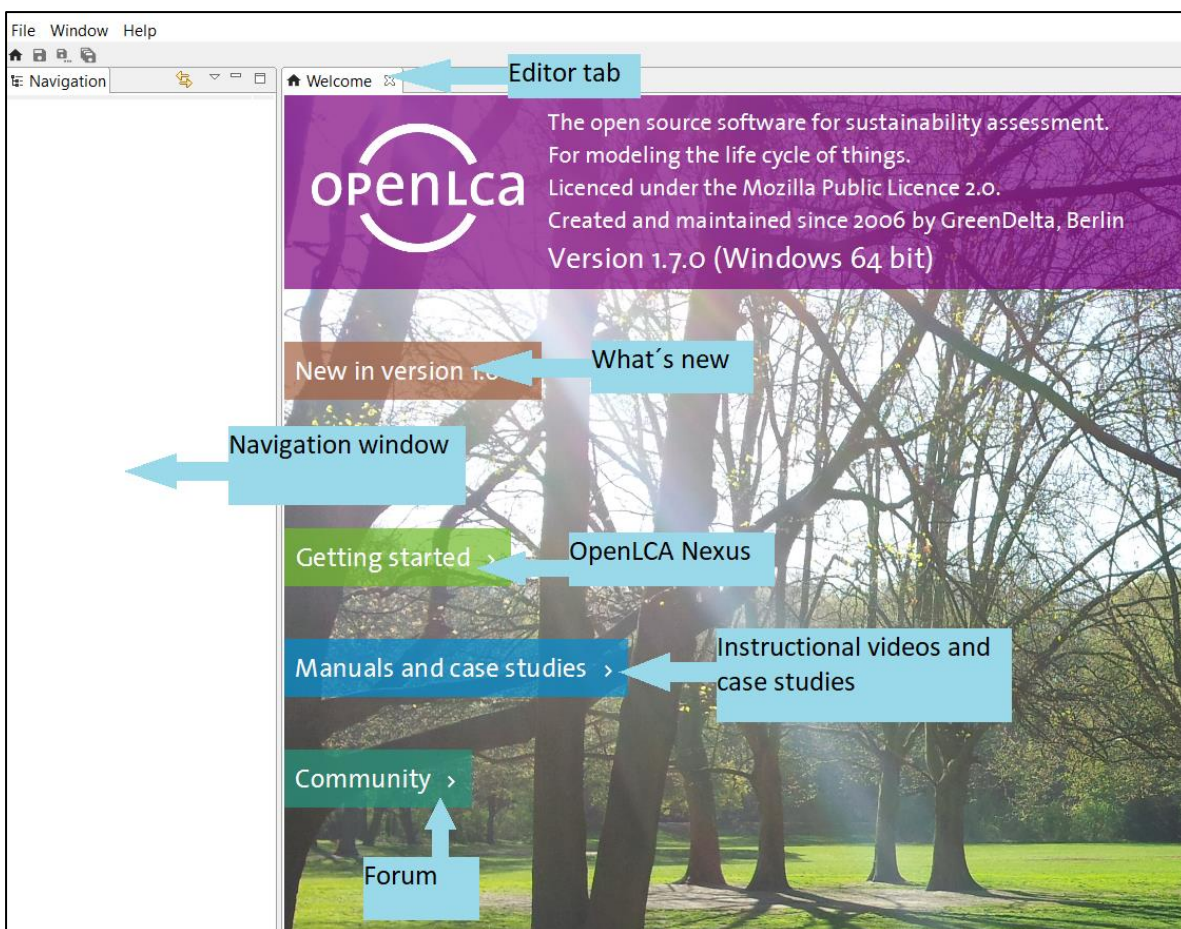 File Window Help
Navigation
Welcome
Editor tab
openLCA
The open source software for sustainability assessment.
For modeling the life cycle of things.
Licenced under the Mozilla Public Licence 2.0.
Created and maintained since 2006 by GreenDelta, Berlin
Version 1.7.0 (Windows 64 bit)
New in version
What´s new
Navigation window
Getting started ›
OpenLCA Nexus
Manuals and case studies ›
Instructional videos and
case studies
Community ›
Forum